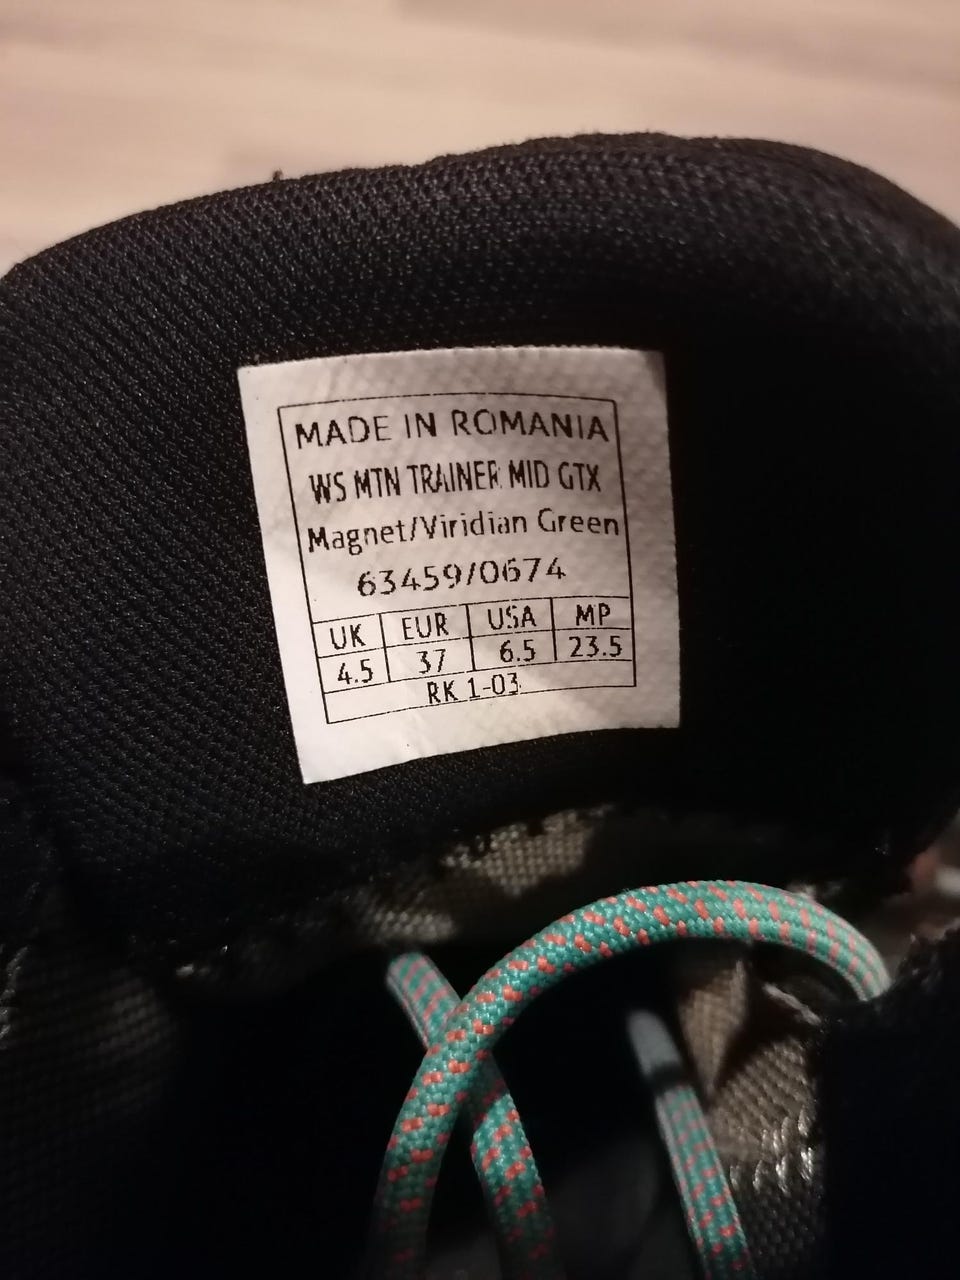 MADE IN ROMANIA
WS MTN TRAINER MID GTX
Magnet/Viridian Green
63459/0674
UK EUR USA MP
4.5 37 6.5 23.5
RK 1-03